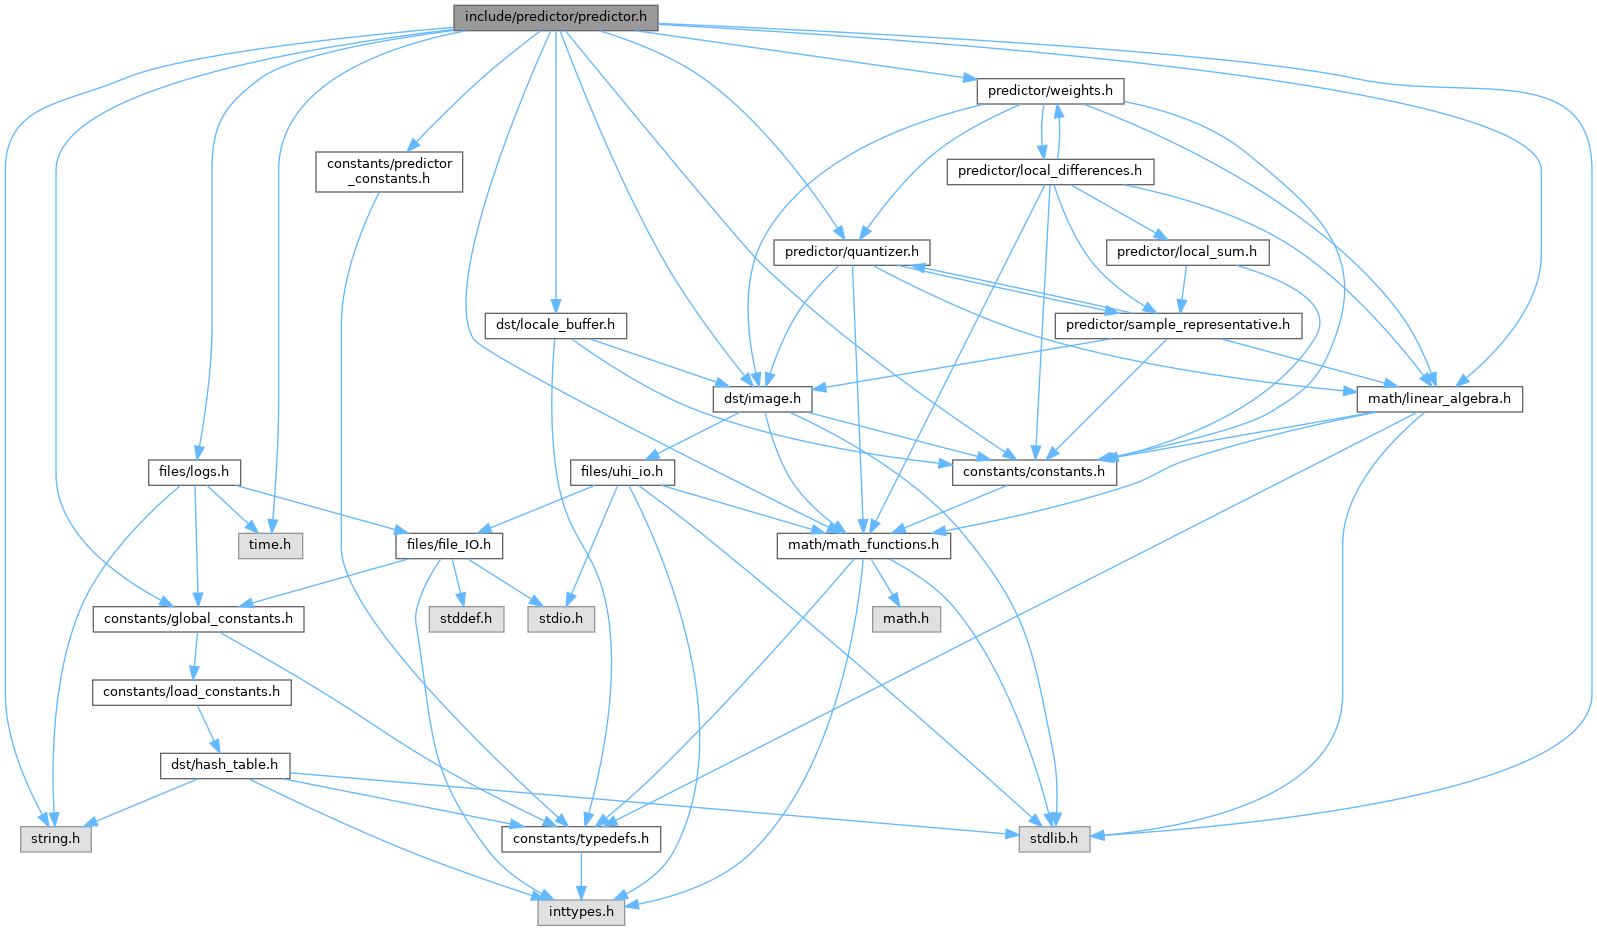 include/predictor/predictor.h
predictor/weights.h
constants/predictor
_constants.h
predictor/local_differences.h
predictor/quantizer.h
predictor/local_sum.h
dst/locale_buffer.h
predictor/sample_representative.h
dst/image.h
math/linear_algebra.h
files/logs.h
files/uhi_io.h
constants/constants.h
time.h
files/file_IO.h
math/math_functions.h
constants/global_constants.h
stddef.h
stdio.h
math.h
constants/load_constants.h
dst/hash_table.h
string.h
constants/typedefs.h
stdlib.h
inttypes.h